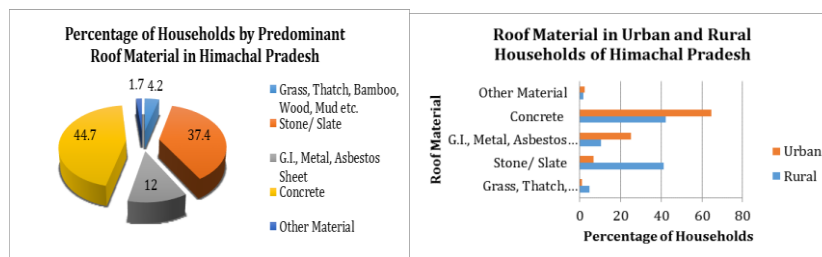 Percentage of Households by Predominant
Roof Material in Himachal Pradesh
1.7
4.2
44.7
37.4
12
Grass, Thatch, Bamboo,
Wood, Mud etc.
Stone/ Slate
G.I., Metal, Asbestos
Sheet
Concrete
Other Material
Roof Material in Urban and Rural
Households of Himachal Pradesh
Roof Material
Other Material
Concrete
G.I., Metal, Asbestos...
Stone/ Slate
Grass, Thatch,...
0 20 40 60 80
Percentage of Households
Urban
Rural